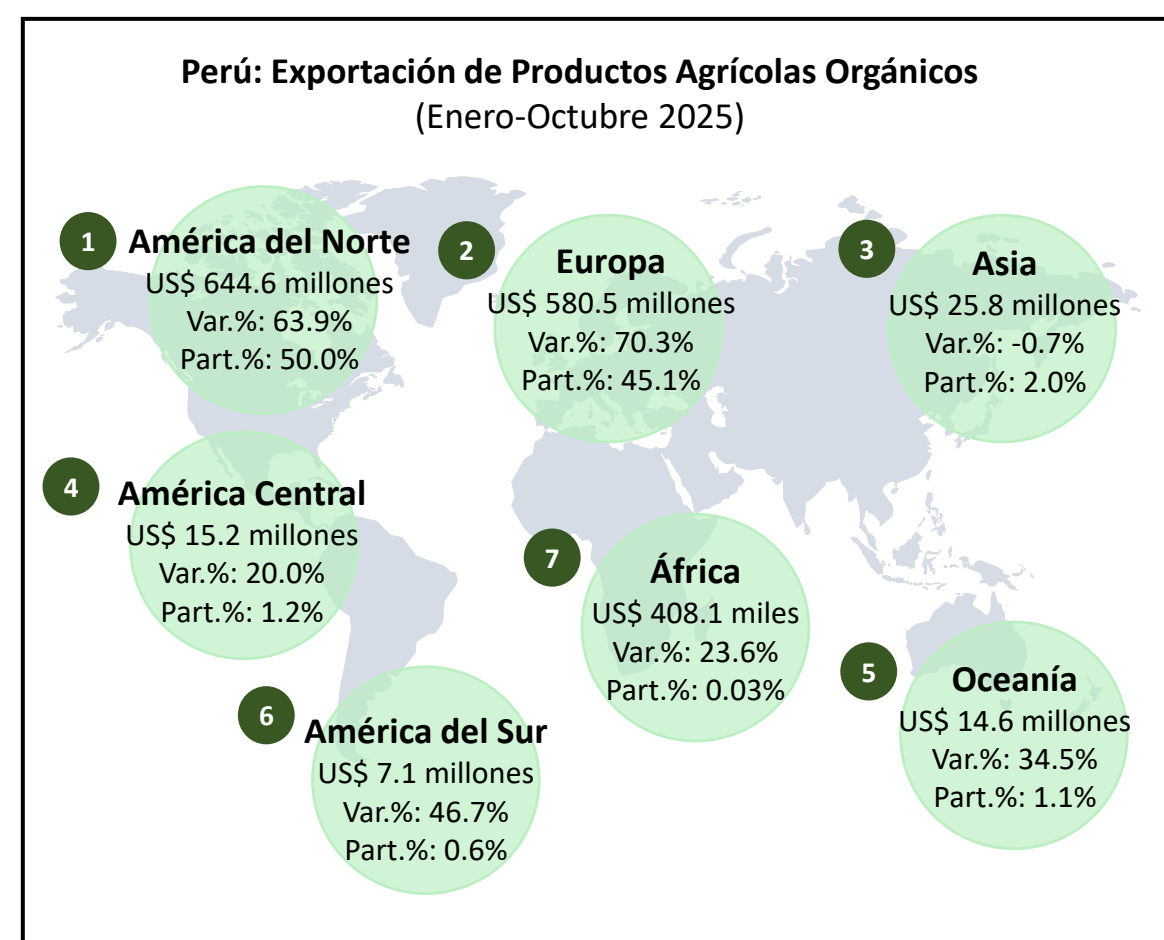 Perú: Exportación de Productos Agrícolas Orgánicos
(Enero-Octubre 2025)
1
América del Norte
US$ 644.6 millones
Var.%: 63.9%
Part.%: 50.0%
2
Europa
US$ 580.5 millones
Var.%: 70.3%
Part.%: 45.1%
3
Asia
US$ 25.8 millones
Var.%: -0.7%
Part.%: 2.0%
4
América Central
US$ 15.2 millones
Var.%: 20.0%
Part.%: 1.2%
7
África
US$ 408.1 miles
Var.%: 23.6%
Part.%: 0.03%
5
Oceanía
US$ 14.6 millones
Var.%: 34.5%
Part.%: 1.1%
6
América del Sur
US$ 7.1 millones
Var.%: 46.7%
Part.%: 0.6%